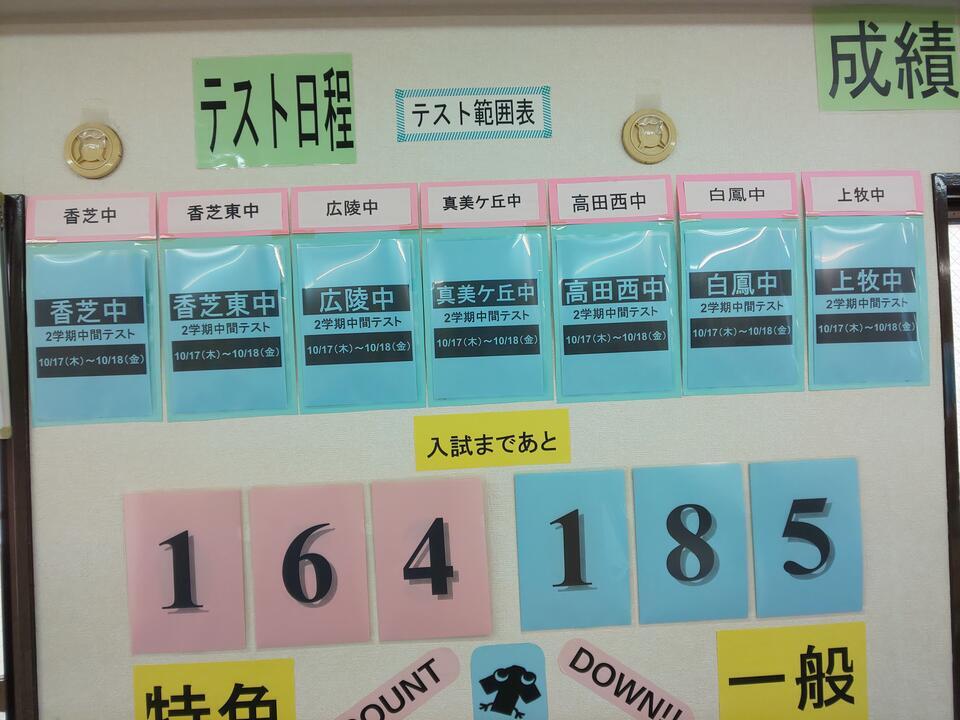 成績
テスト日程
テスト範囲表
香芝中
香芝東中
広陵中
真美ケ丘中
高田西中
白鳳中
上牧中
香芝中
2学期中間テスト
10/17(木)～10/18(金)
香芝東中
2学期中間テスト
10/17(木)～10/18(金)
広陵中
2学期中間テスト
10/17(木)～10/18(金)
真美ケ丘中
2学期中間テスト
10/17(木)～10/18(金)
高田西中
2学期中間テスト
10/17(木)～10/18(金)
白鳳中
2学期中間テスト
10/17(木)～10/18(金)
上牧中
2学期中間テスト
10/17(木)～10/18(金)
入試まであと
164
185
特色
COUNT
DOWN!!
一般